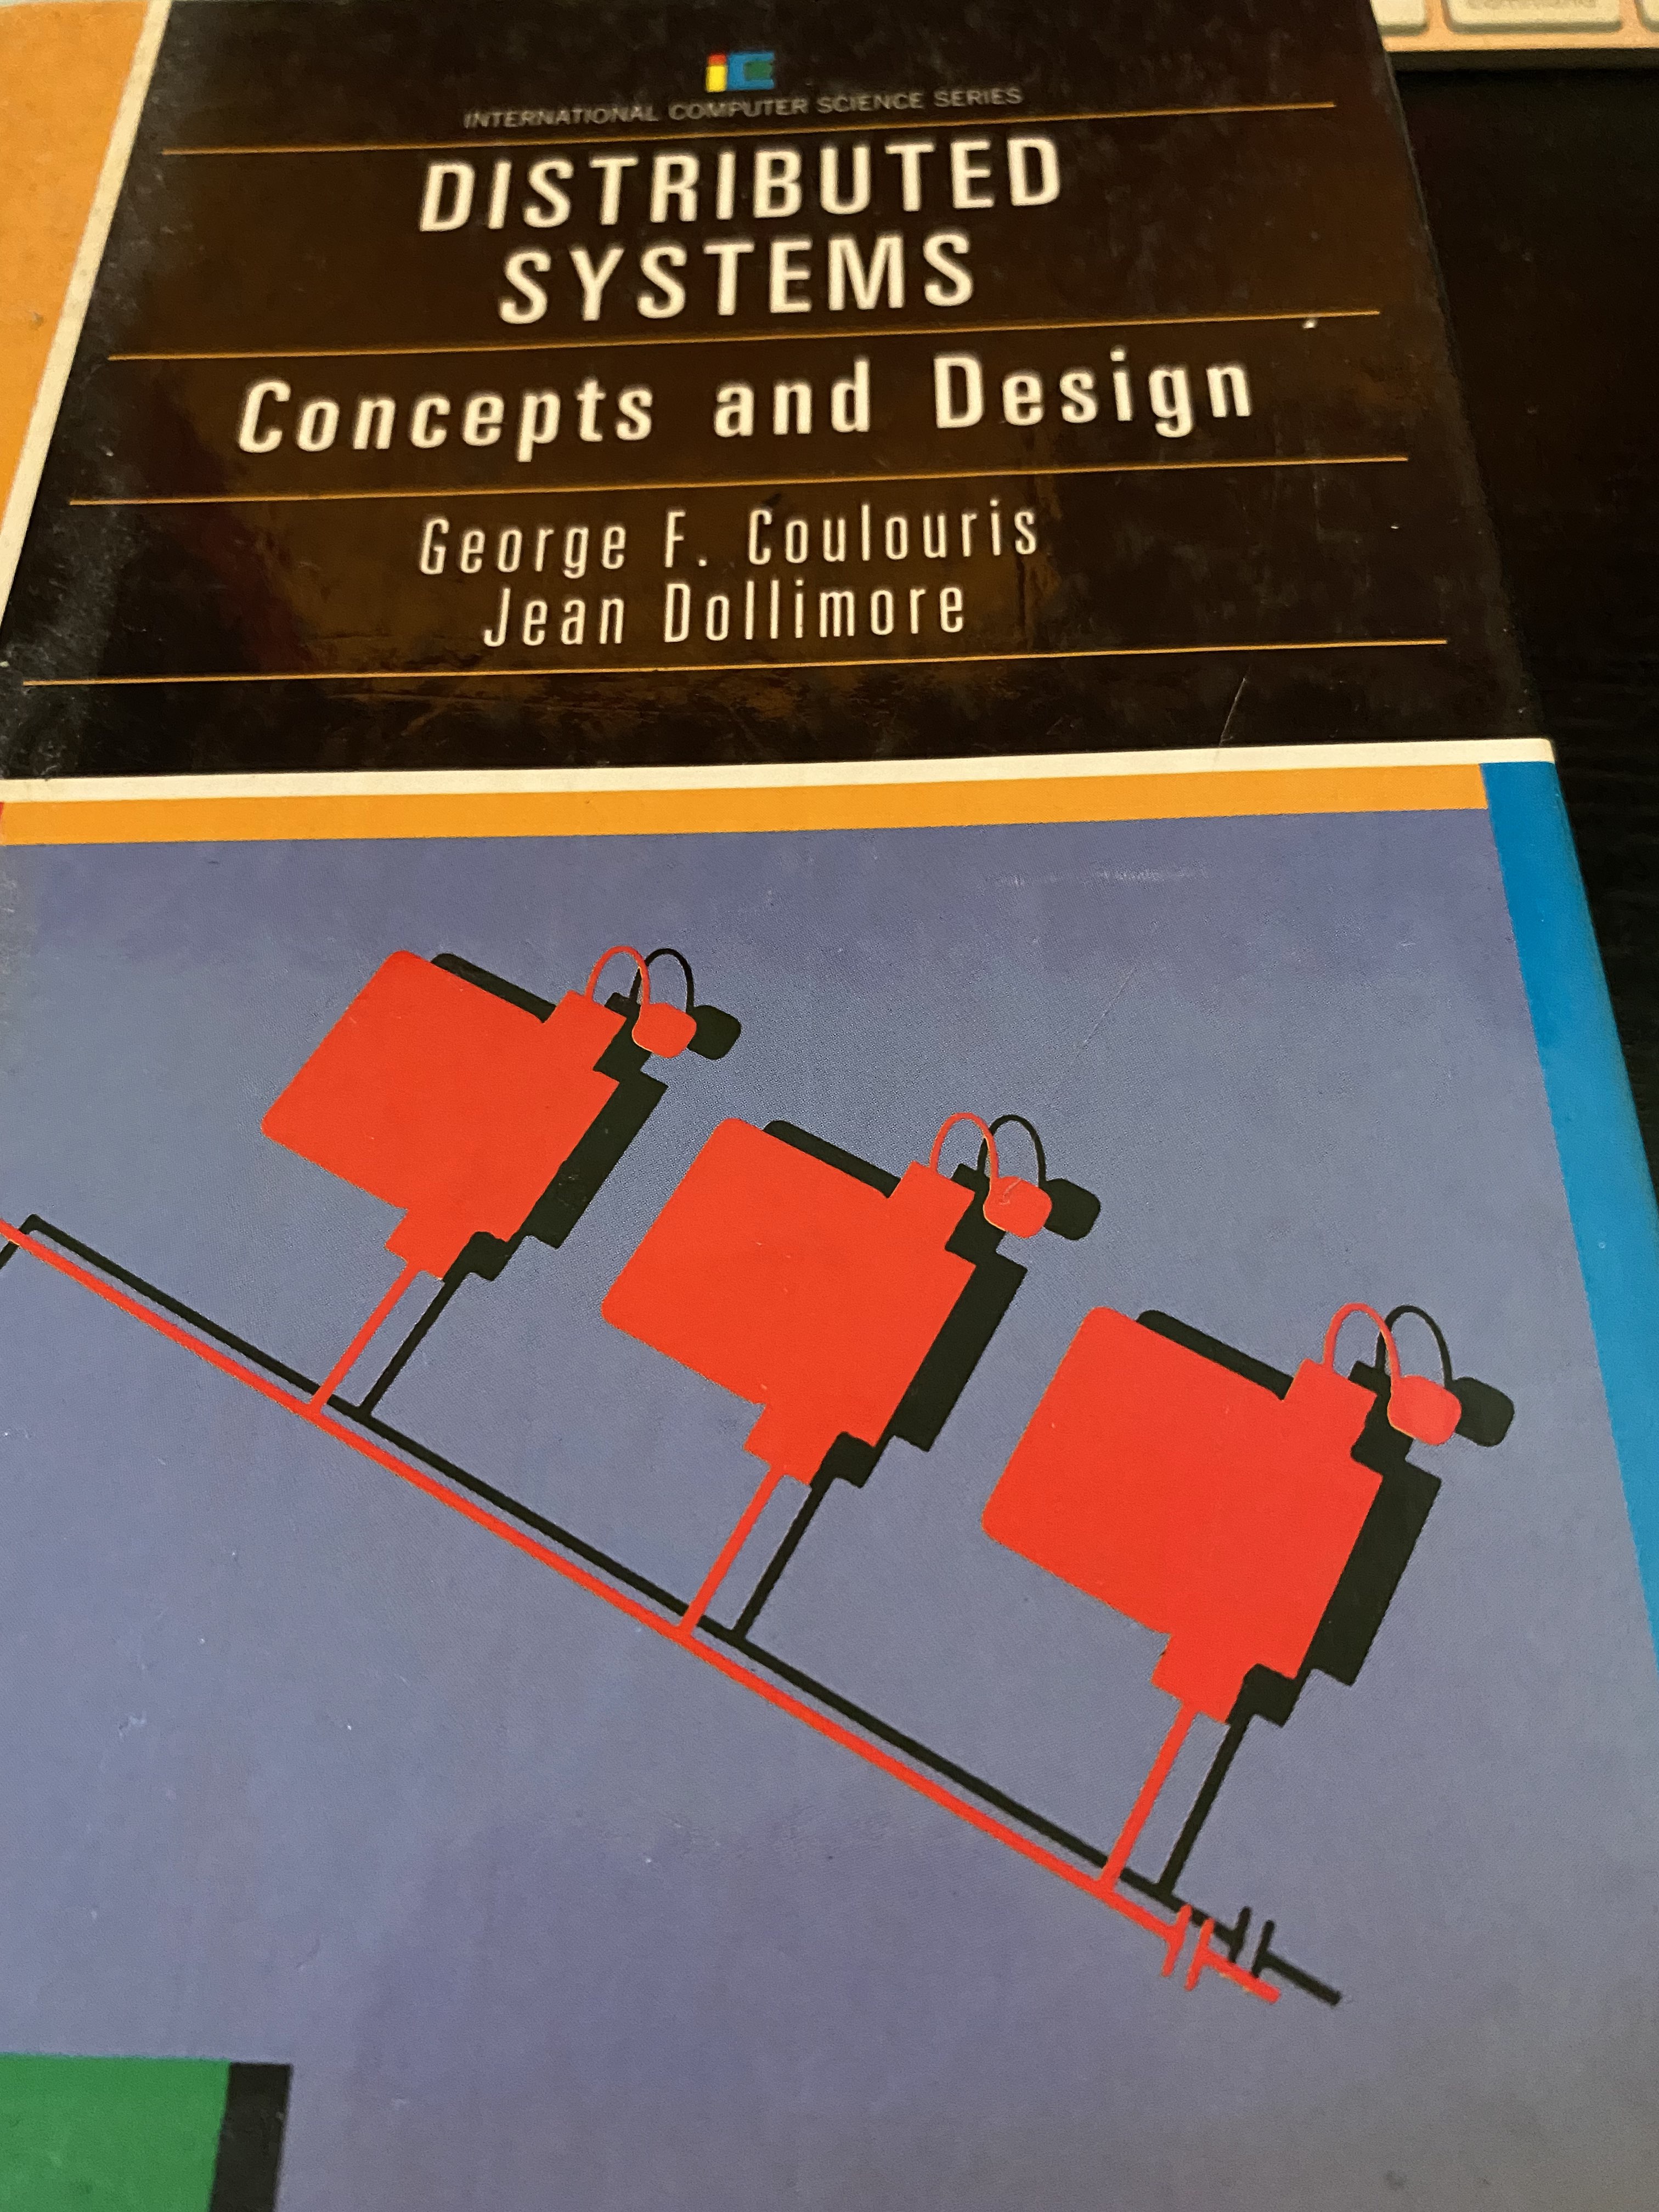 INTERNATIONAL COMPUTER SCIENCE SERIES
DISTRIBUTED
SYSTEMS
Concepts and Design
George F. Coulouris
Jean Dollimore